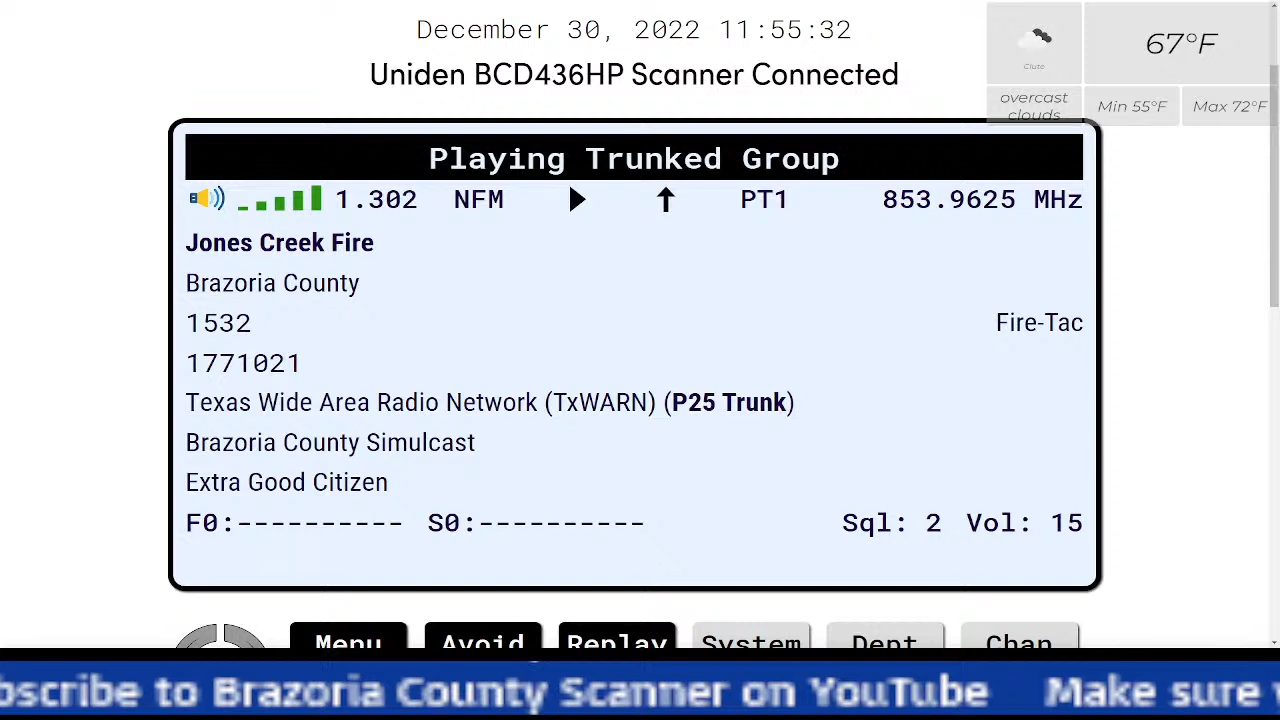 December 30, 2022 11:55:32
Uniden BCD436HP Scanner Connected
Clute
67°F
overcast clouds
Min 55°F
Max 72°F
Playing Trunked Group
1.302 NFM PT1 853.9625 MHz
Jones Creek Fire
Brazoria County
1532 Fire-Tac
1771021
Texas Wide Area Radio Network (TxWARN) (P25 Trunk)
Brazoria County Simulcast
Extra Good Citizen
F0:---------- S0:---------- Sql: 2 Vol: 15
Menu Avoid Replay System Dept Chan
bscribe to Brazoria County Scanner on YouTube Make sure